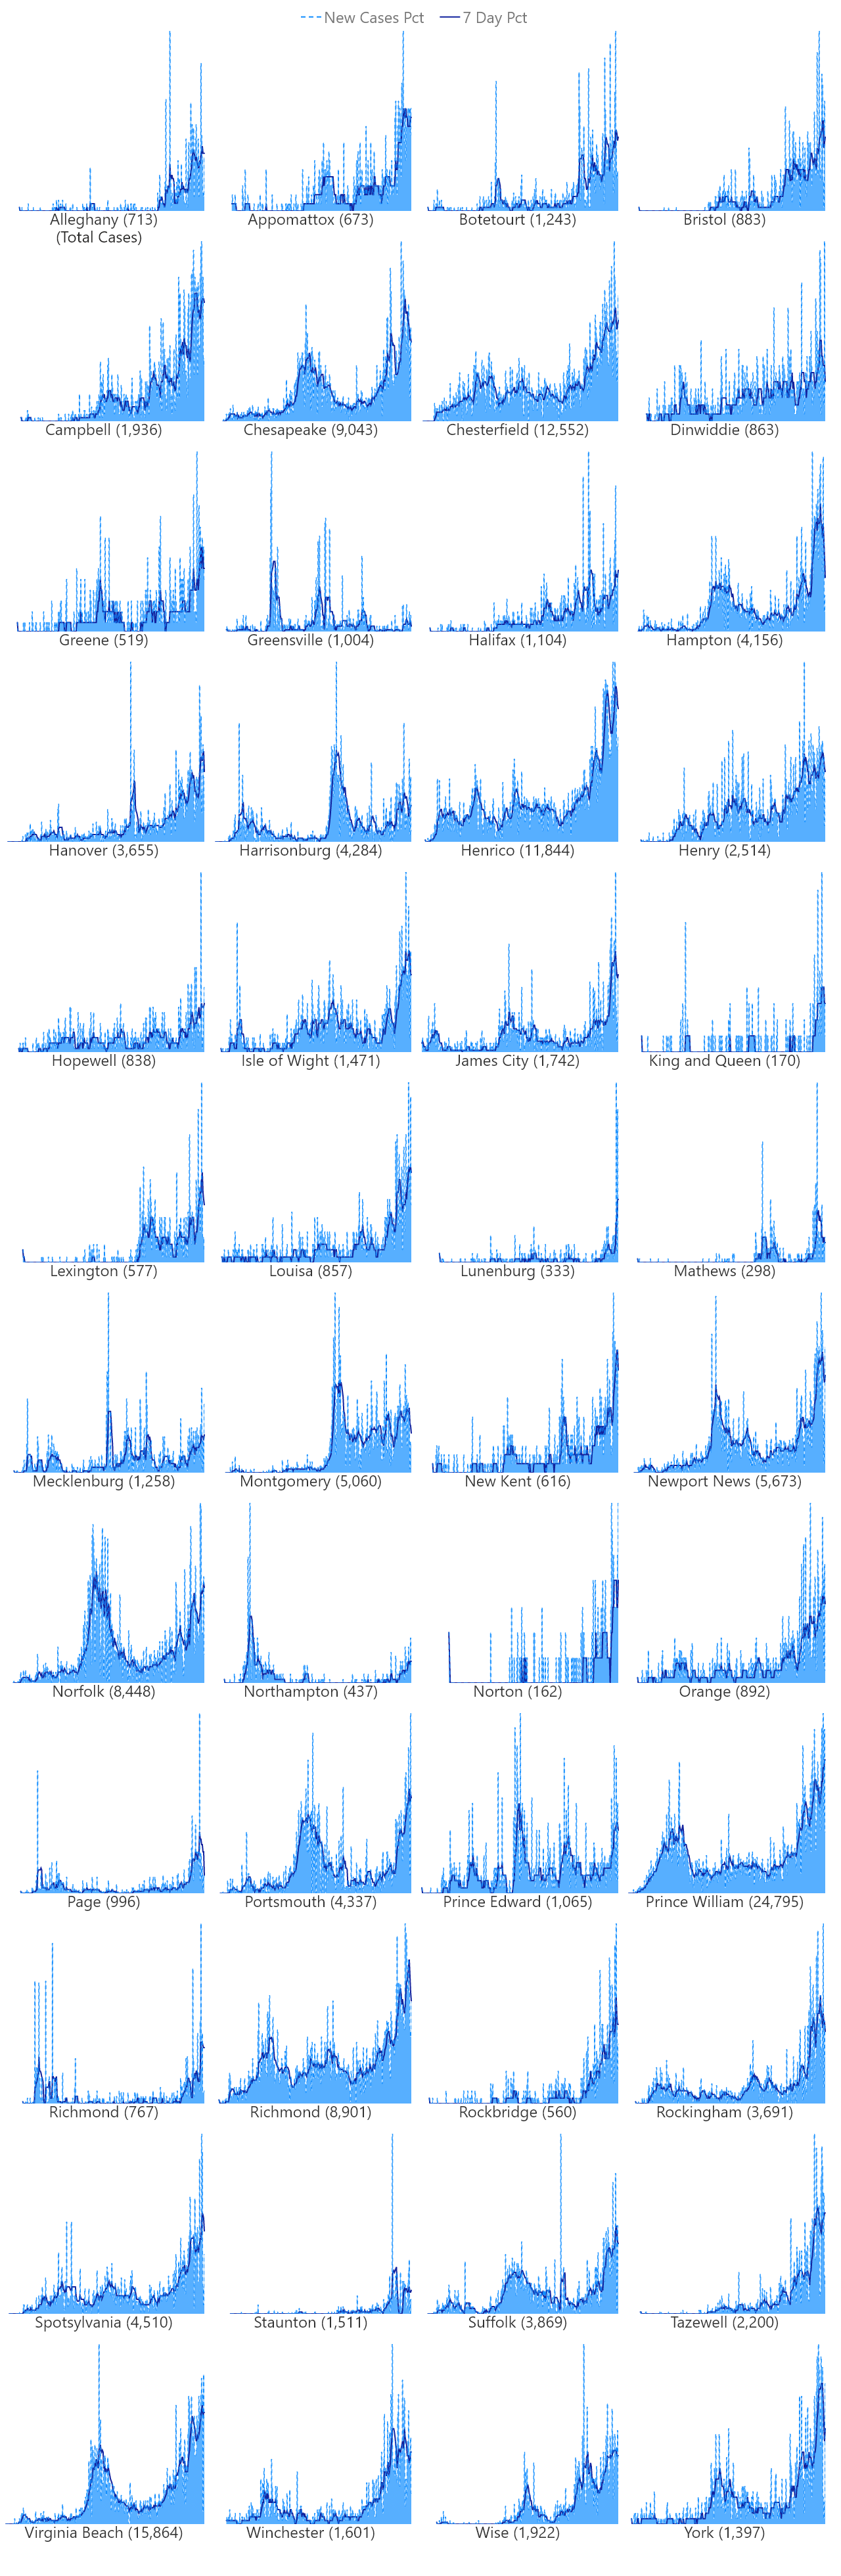 New Cases Pct 7 Day Pct
Alleghany (713) Appomattox (673) Botetourt (1,243) Bristol (883)
(Total Cases)
Campbell (1,936) Chesapeake (9,043) Chesterfield (12,552) Dinwiddie (863)
Greene (519) Greensville (1,004) Halifax (1,104) Hampton (4,156)
Hanover (3,655) Harrisonburg (4,284) Henrico (11,844) Henry (2,514)
Hopewell (838) Isle of Wight (1,471) James City (1,742) King and Queen (170)
Lexington (577) Louisa (857) Lunenburg (333) Mathews (298)
Mecklenburg (1,258) Montgomery (5,060) New Kent (616) Newport News (5,673)
Norfolk (8,448) Northampton (437) Norton (162) Orange (892)
Page (996) Portsmouth (4,337) Prince Edward (1,065) Prince William (24,795)
Richmond (767) Richmond (8,901) Rockbridge (560) Rockingham (3,691)
Spotsylvania (4,510) Staunton (1,511) Suffolk (3,869) Tazewell (2,200)
Virginia Beach (15,864) Winchester (1,601) Wise (1,922) York (1,397)